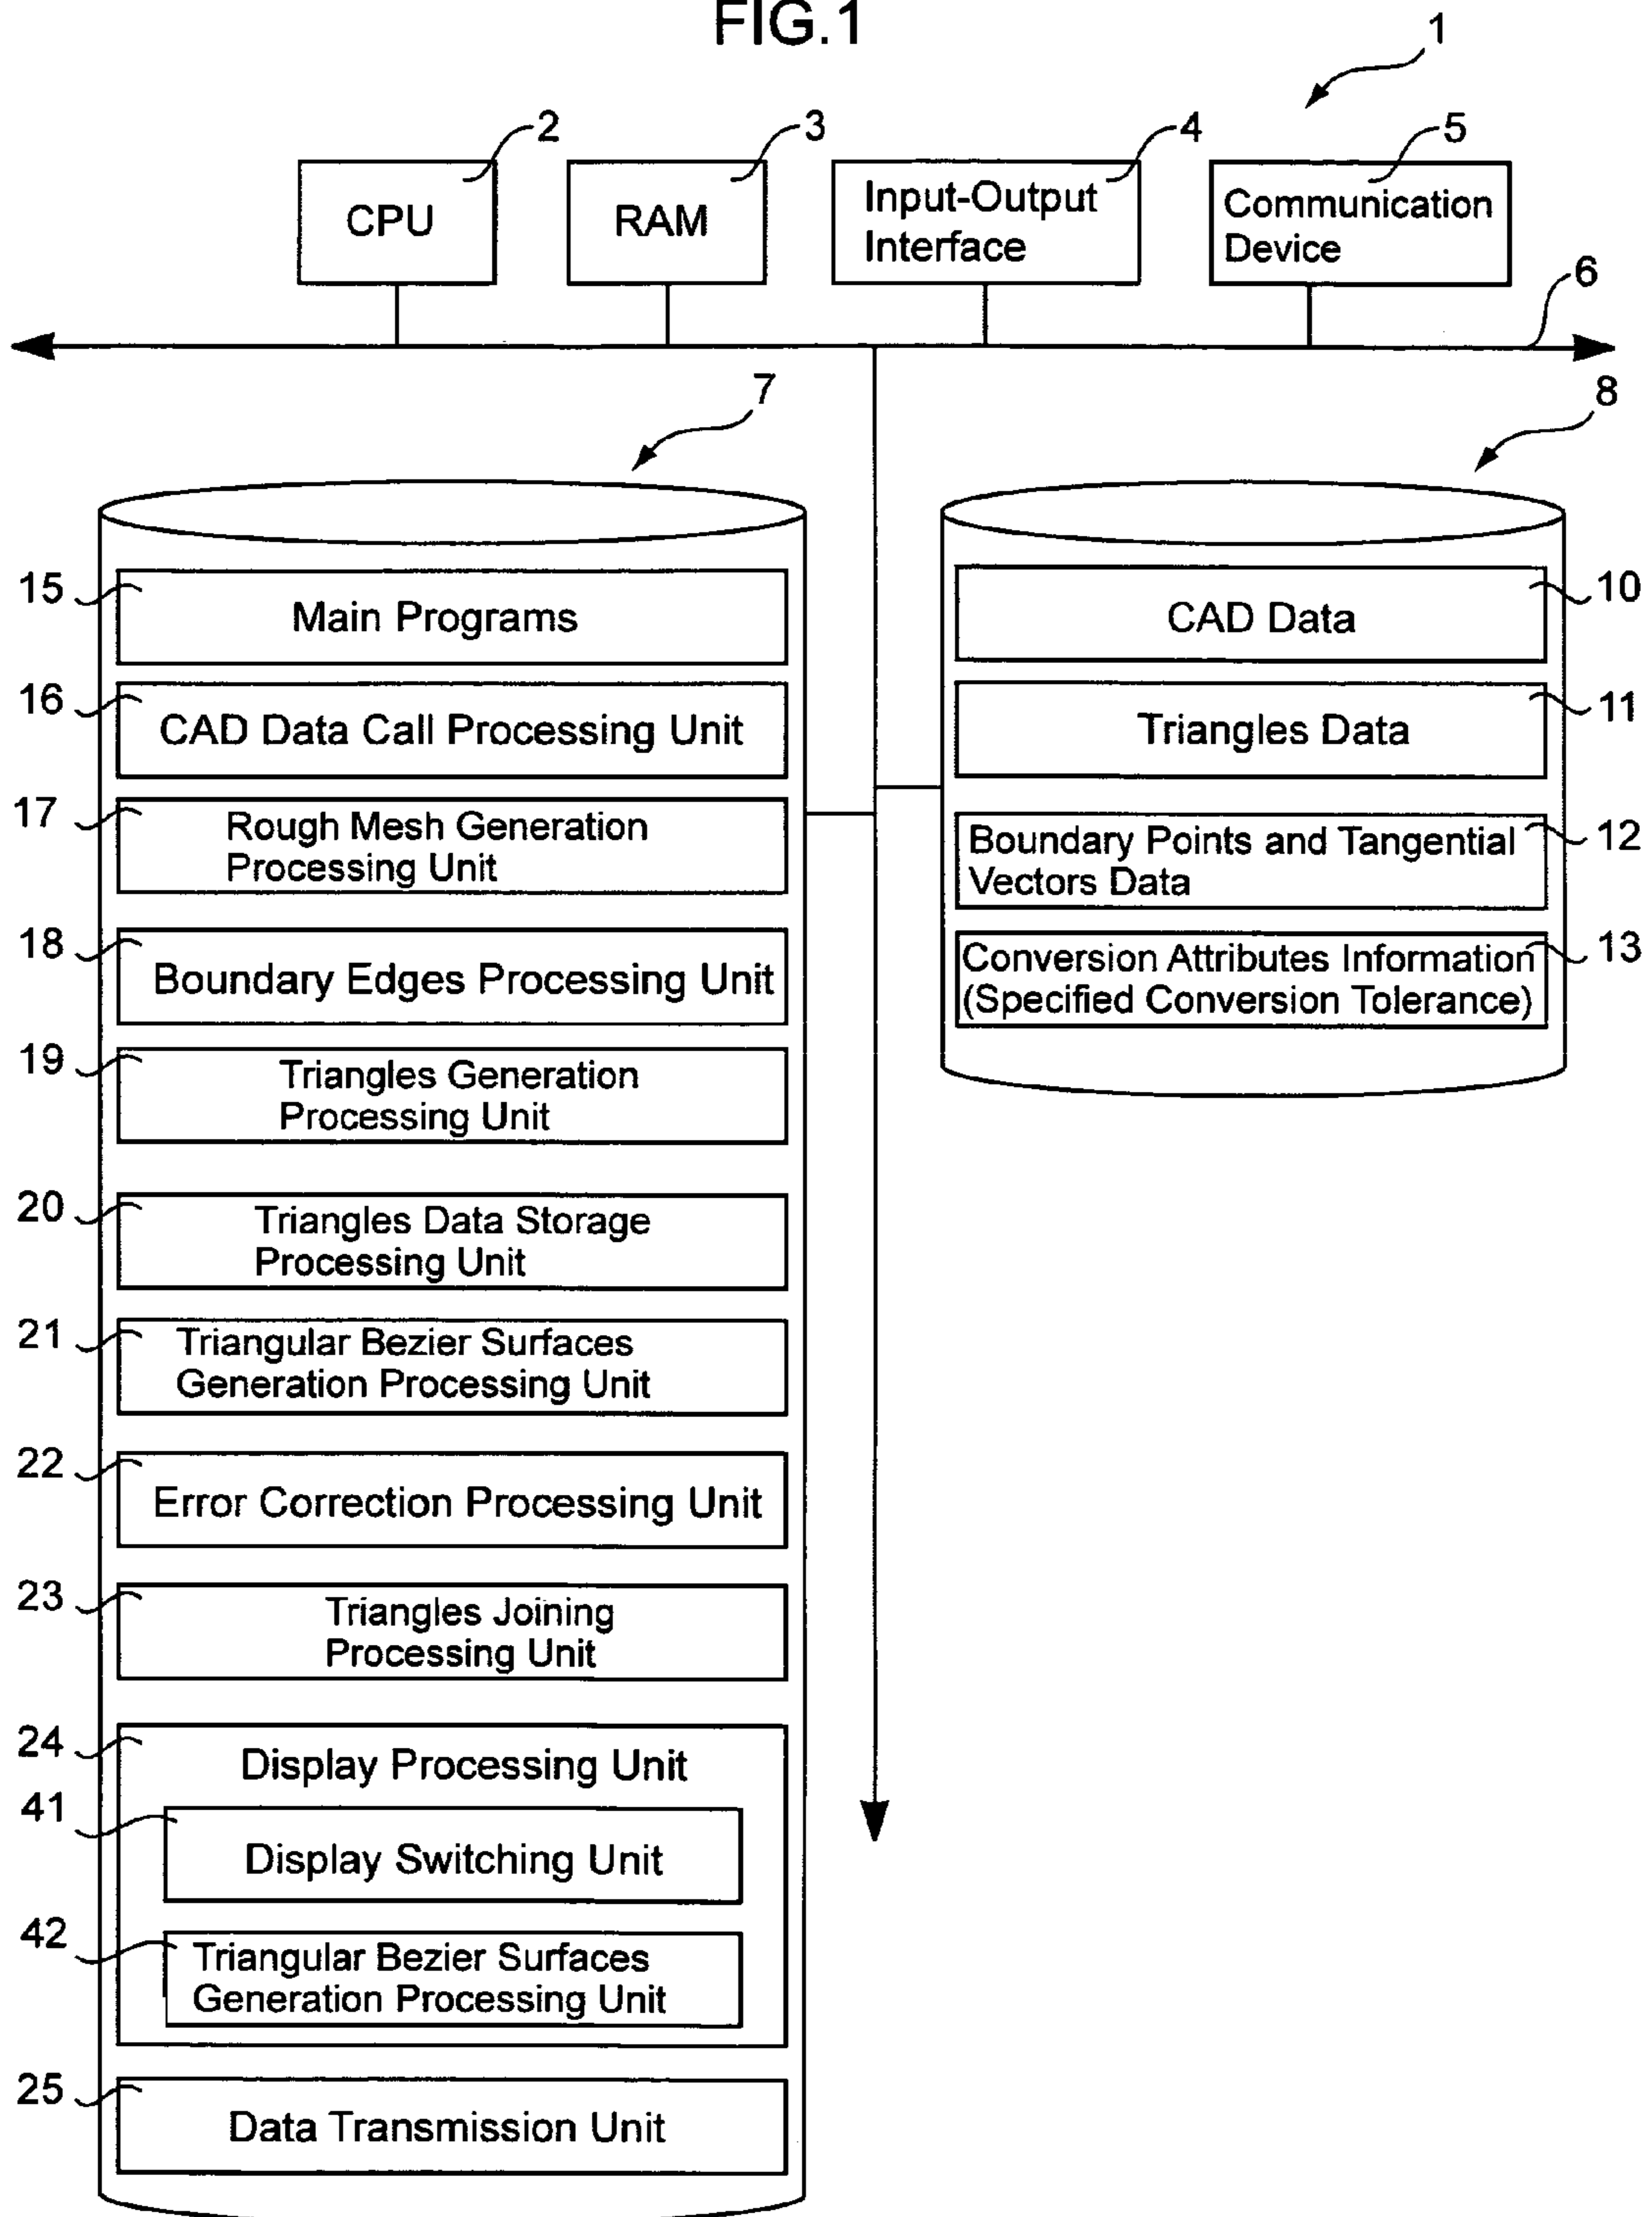 FIG.1
1
2
3
4
5
CPU
RAM
Input-Output
Interface
Communication
Device
6
7
8
15
Main Programs
16
CAD Data Call Processing Unit
17
Rough Mesh Generation
Processing Unit
18
Boundary Edges Processing Unit
19
Triangles Generation
Processing Unit
20
Triangles Data Storage
Processing Unit
21
Triangular Bezier Surfaces
Generation Processing Unit
22
Error Correction Processing Unit
23
Triangles Joining
Processing Unit
24
Display Processing Unit
41
Display Switching Unit
42
Triangular Bezier Surfaces
Generation Processing Unit
25
Data Transmission Unit
CAD Data
10
Triangles Data
11
Boundary Points and Tangential
Vectors Data
12
Conversion Attributes Information
(Specified Conversion Tolerance)
13